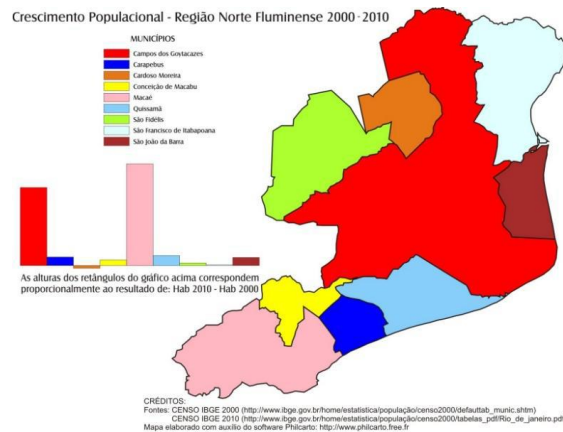 Crescimento Populacional - Região Norte Fluminense 2000 - 2010
MUNICÍPIOS
Campos dos Goytacazes
Carapebus
Cardoso Moreira
Conceição de Macabu
Macaé
Quissamã
São Fidélis
São Francisco de Itabapoana
São João da Barra
As alturas dos retângulos do gráfico acima correspondem
proporcionalmente ao resultado de: Hab 2010 - Hab 2000
CRÉDITOS:
Fontes: CENSO IBGE 2000 (http://www.ibge.gov.br/home/estatistica/população/censo2000/defaulttab_munic.shtm)
CENSO IBGE 2010 (http://www.ibge.gov.br/home/estatistica/população/censo2010/tabelas_pdf/Rio_de_janeiro.pdf
Mapa elaborado com auxilio do software Philcarto: http://www.philcarto.free.fr